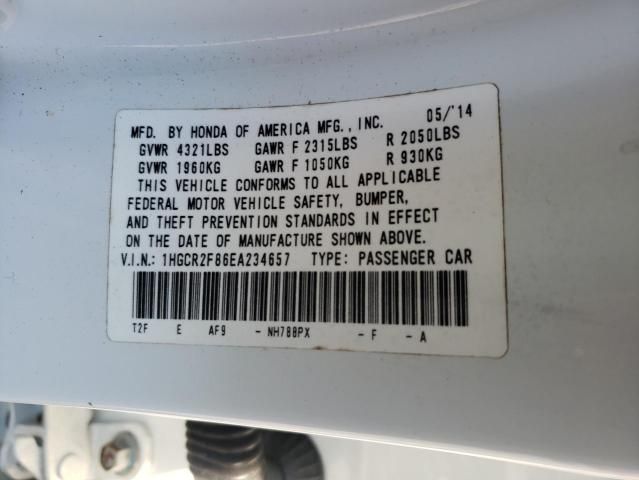 MFD. BY HONDA OF AMERICA MFG., INC. 05/'14
GVWR 4321LBS GAWR F 2315LBS R 2050LBS
GVWR 1960KG GAWR F 1050KG R 930KG
THIS VEHICLE CONFORMS TO ALL APPLICABLE
FEDERAL MOTOR VEHICLE SAFETY, BUMPER,
AND THEFT PREVENTION STANDARDS IN EFFECT
ON THE DATE OF MANUFACTURE SHOWN ABOVE.
V.I.N.: 1HGCR2F86EA234657 TYPE: PASSENGER CAR
T2F E AF9 - NH788PX - F - A